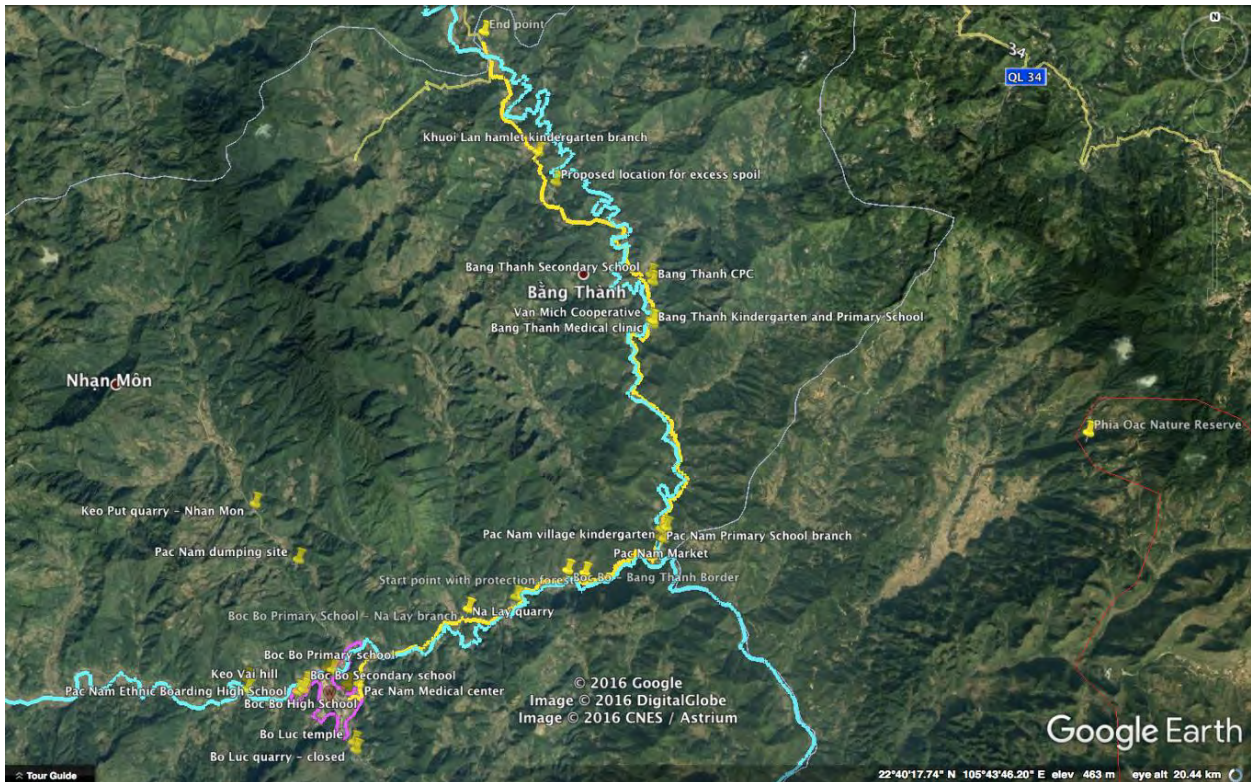 End point
N
34
QL 34
Khuoi Lan hamlet kindergarten branch
Proposed location for excess spoil
Bang Thanh Secondary School
Bang Thanh CPC
Bằng Thành
Van Mich Cooperative
Bang Thanh Kindergarten and Primary School
Bang Thanh Medical clinic
Nhạn Môn
Phia Oac Nature Reserve
Keo Put quarry – Nhan Mon
Pac Nam village kindergarten
Pac Nam Primary School branch
Pac Nam dumping site
Pac Nam Market
Start point with protection fores
Boc Bo – Bang Thanh Border
Boc Bo Primary School – Na Lay branch
Na Lay quarry
Boc Bo Primary school
Keo Vai hill
Boc Bo Secondary school
Pac Nam Ethnic Boarding High School
Pac Nam Medical center
Boc Bo High School
Bo Luc temple
Bo Luc quarry – closed
© 2016 Google
Image © 2016 DigitalGlobe
Image © 2016 CNES / Astrium
Google Earth
Tour Guide
22°40'17.74" N 105°43'46.20" E elev 463 m eye alt 20.44 km